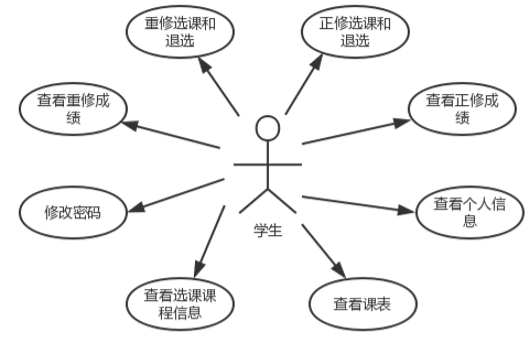 重修选课和
退选
正修选课和
退选
查看重修成
绩
查看正修成
绩
修改密码
查看个人信
息
学生
查看选课课
程信息
查看课表